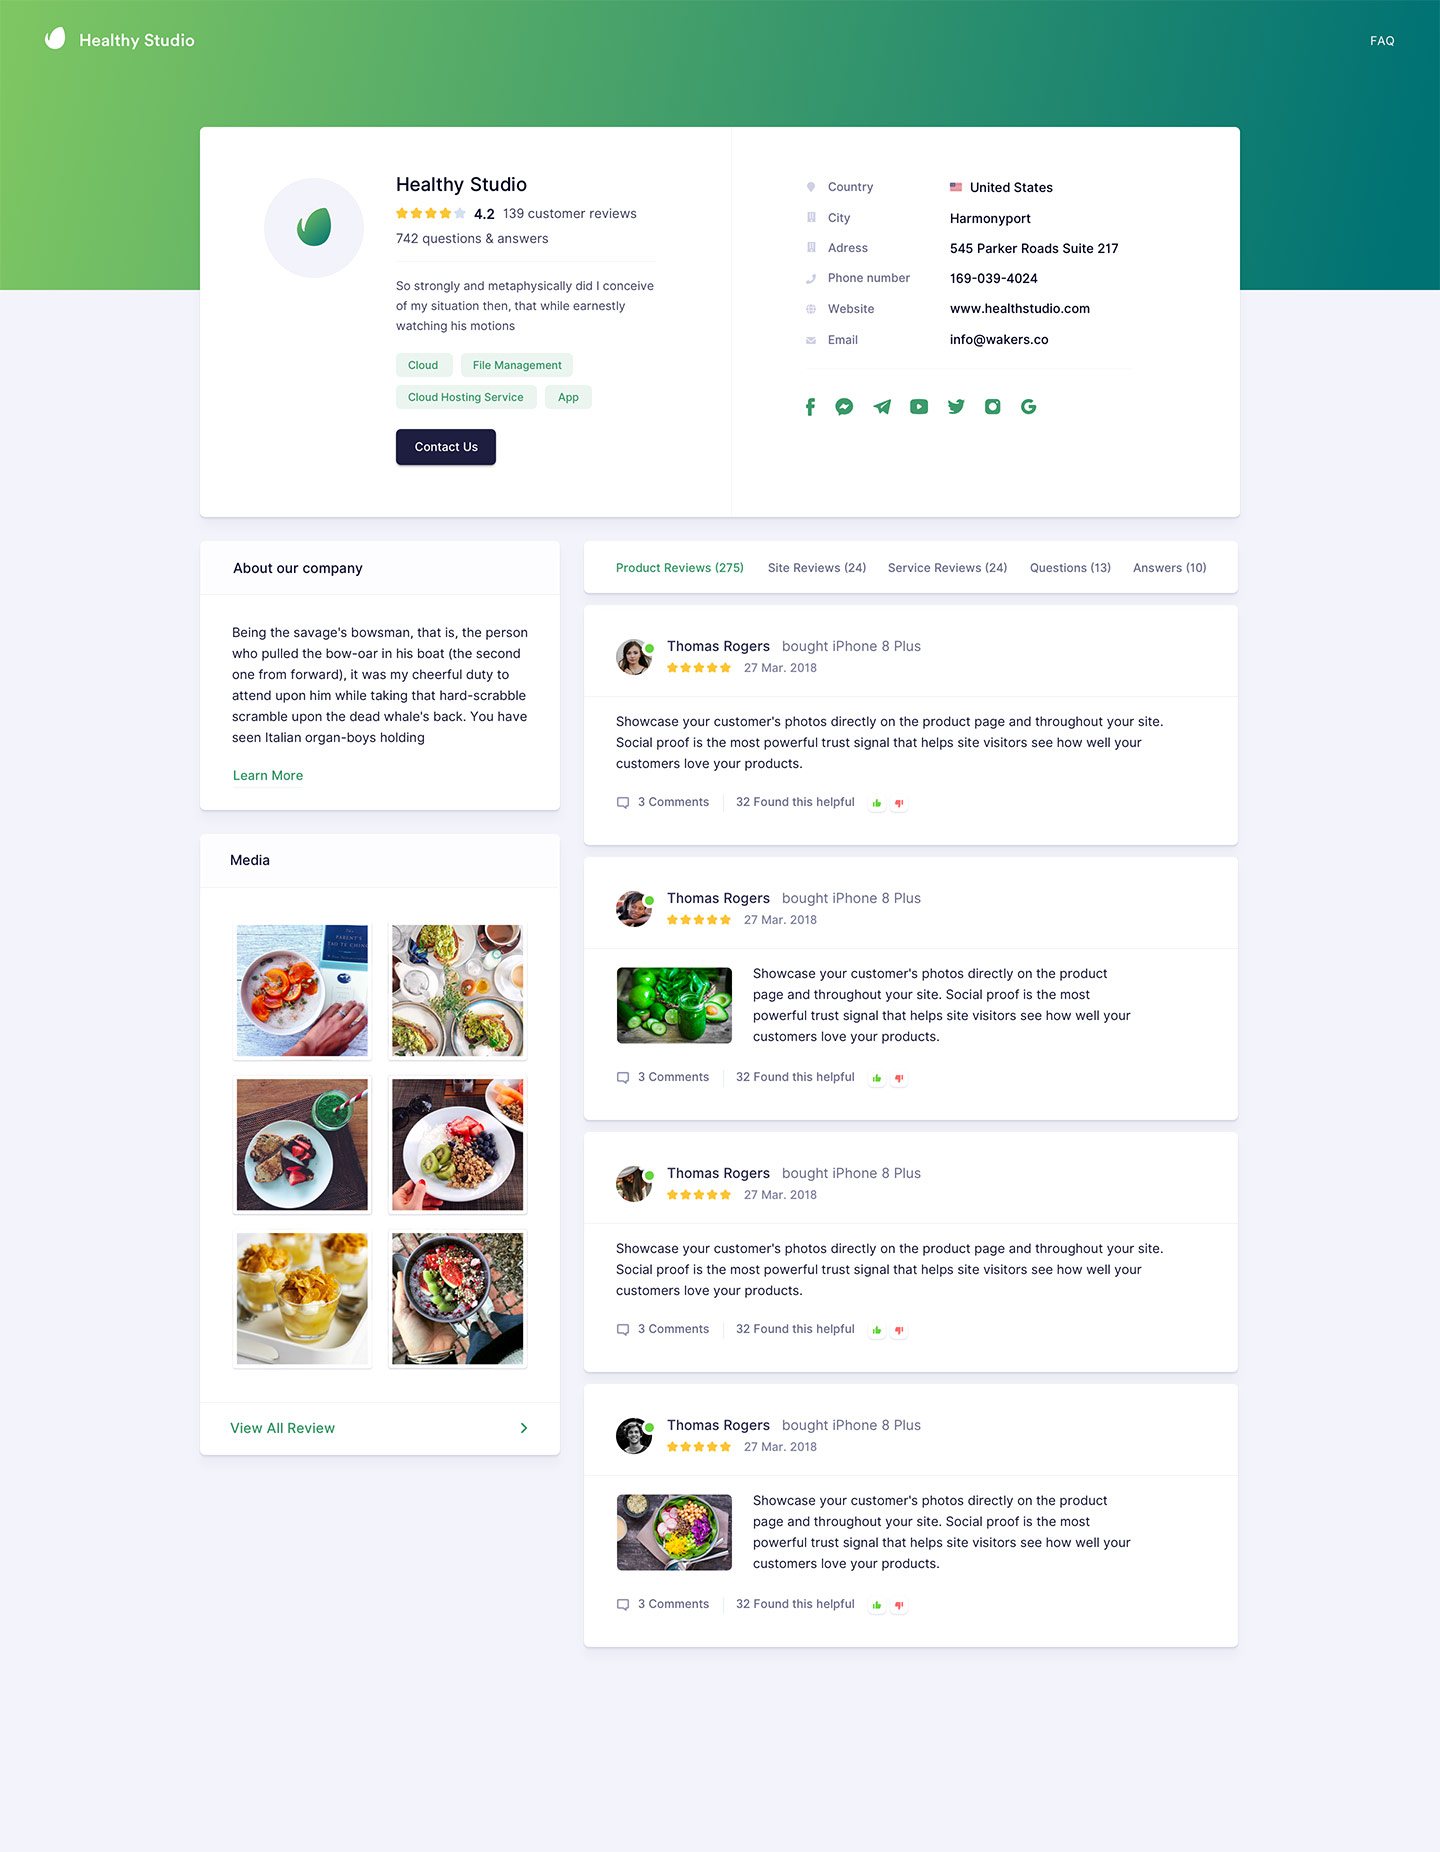 Healthy Studio
FAQ
Healthy Studio
4.2 139 customer reviews
742 questions & answers
So strongly and metaphysically did I conceive
of my situation then, that while earnestly
watching his motions
Cloud
File Management
Cloud Hosting Service
App
Contact Us
Country United States
City Harmonyport
Adress 545 Parker Roads Suite 217
Phone number 169-039-4024
Website www.healthstudio.com
Email info@wakers.co
About our company
Being the savage's bowsman, that is, the person
who pulled the bow-oar in his boat (the second
one from forward), it was my cheerful duty to
attend upon him while taking that hard-scrabble
scramble upon the dead whale's back. You have
seen Italian organ-boys holding
Learn More
Media
PARENT'S
TAO TE CHING
View All Review
Product Reviews (275) Site Reviews (24) Service Reviews (24) Questions (13) Answers (10)
Thomas Rogers bought iPhone 8 Plus
27 Mar. 2018
Showcase your customer's photos directly on the product page and throughout your site.
Social proof is the most powerful trust signal that helps site visitors see how well your
customers love your products.
3 Comments 32 Found this helpful
Thomas Rogers bought iPhone 8 Plus
27 Mar. 2018
Showcase your customer's photos directly on the product
page and throughout your site. Social proof is the most
powerful trust signal that helps site visitors see how well your
customers love your products.
3 Comments 32 Found this helpful
Thomas Rogers bought iPhone 8 Plus
27 Mar. 2018
Showcase your customer's photos directly on the product page and throughout your site.
Social proof is the most powerful trust signal that helps site visitors see how well your
customers love your products.
3 Comments 32 Found this helpful
Thomas Rogers bought iPhone 8 Plus
27 Mar. 2018
Showcase your customer's photos directly on the product
page and throughout your site. Social proof is the most
powerful trust signal that helps site visitors see how well your
customers love your products.
3 Comments 32 Found this helpful